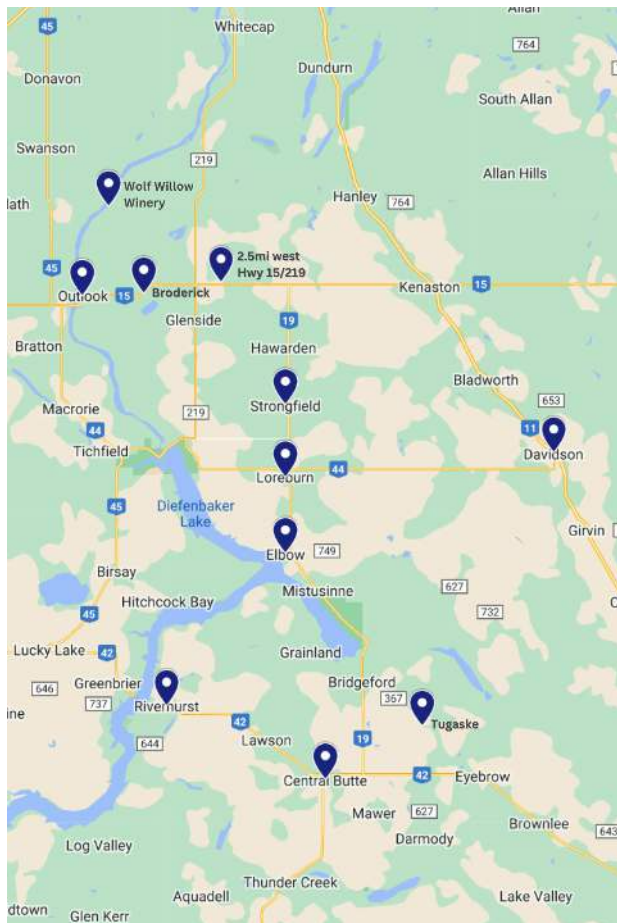 Allan
45
Whitecap
764
Dundurn
Donavon
South Allan
Swanson
219
Allan Hills
lath
Wolf Willow
Winery
Hanley
764
45
2.5mi west
Hwy 15/219
Outlook
15
Broderick
Kenaston
15
Glenside
19
Bratton
Hawarden
Bladworth
653
Macrorie
Strongfield
219
11
44
Tichfield
Davidson
Loreburn
44
45
Diefenbaker
Lake
Girvin
Elbow
749
Birsay
627
Mistusinne
Hitchcock Bay
732
45
Lucky Lake
42
Grainland
646
Greenbrier
Bridgeford
737
Riverhurst
367
ine
42
Tugaske
644
Lawson
19
Central Butte
42
Eyebrow
Mawer
627
Brownlee
643
Log Valley
Darmody
Thunder Creek
Aquadell
Lake Valley
dtown
Glen Kerr